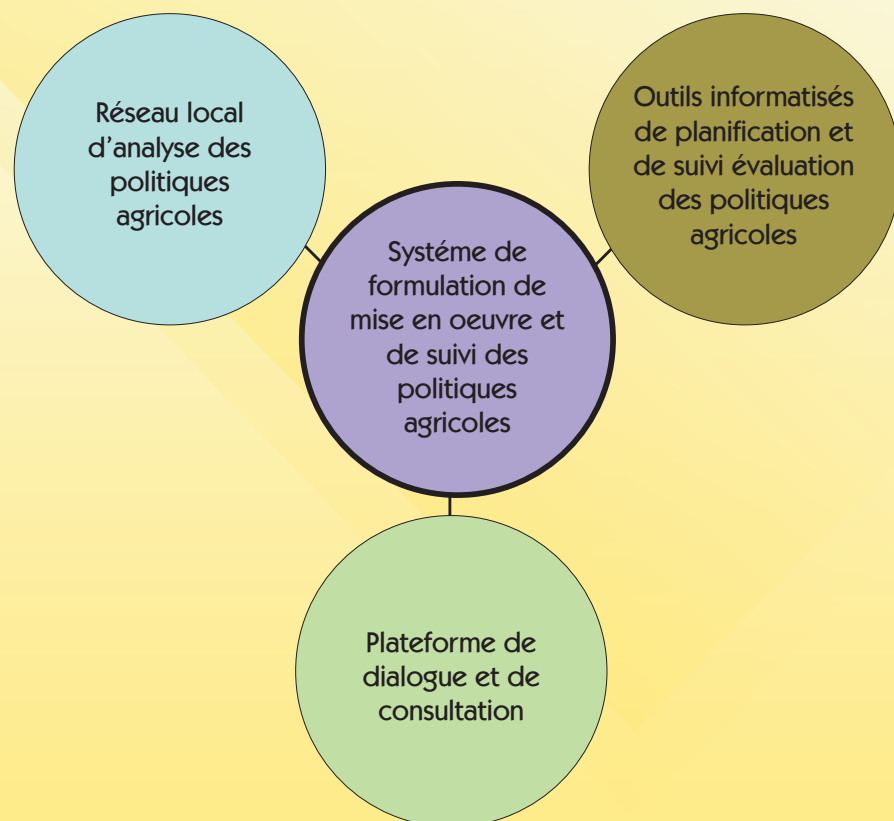 Réseau local
d'analyse des
politiques
agricoles
Outils informatisés
de planification et
de suivi évaluation
des politiques
agricoles
Systéme de
formulation de
mise en oeuvre et
de suivi des
politiques
agricoles
Plateforme de
dialogue et de
consultation